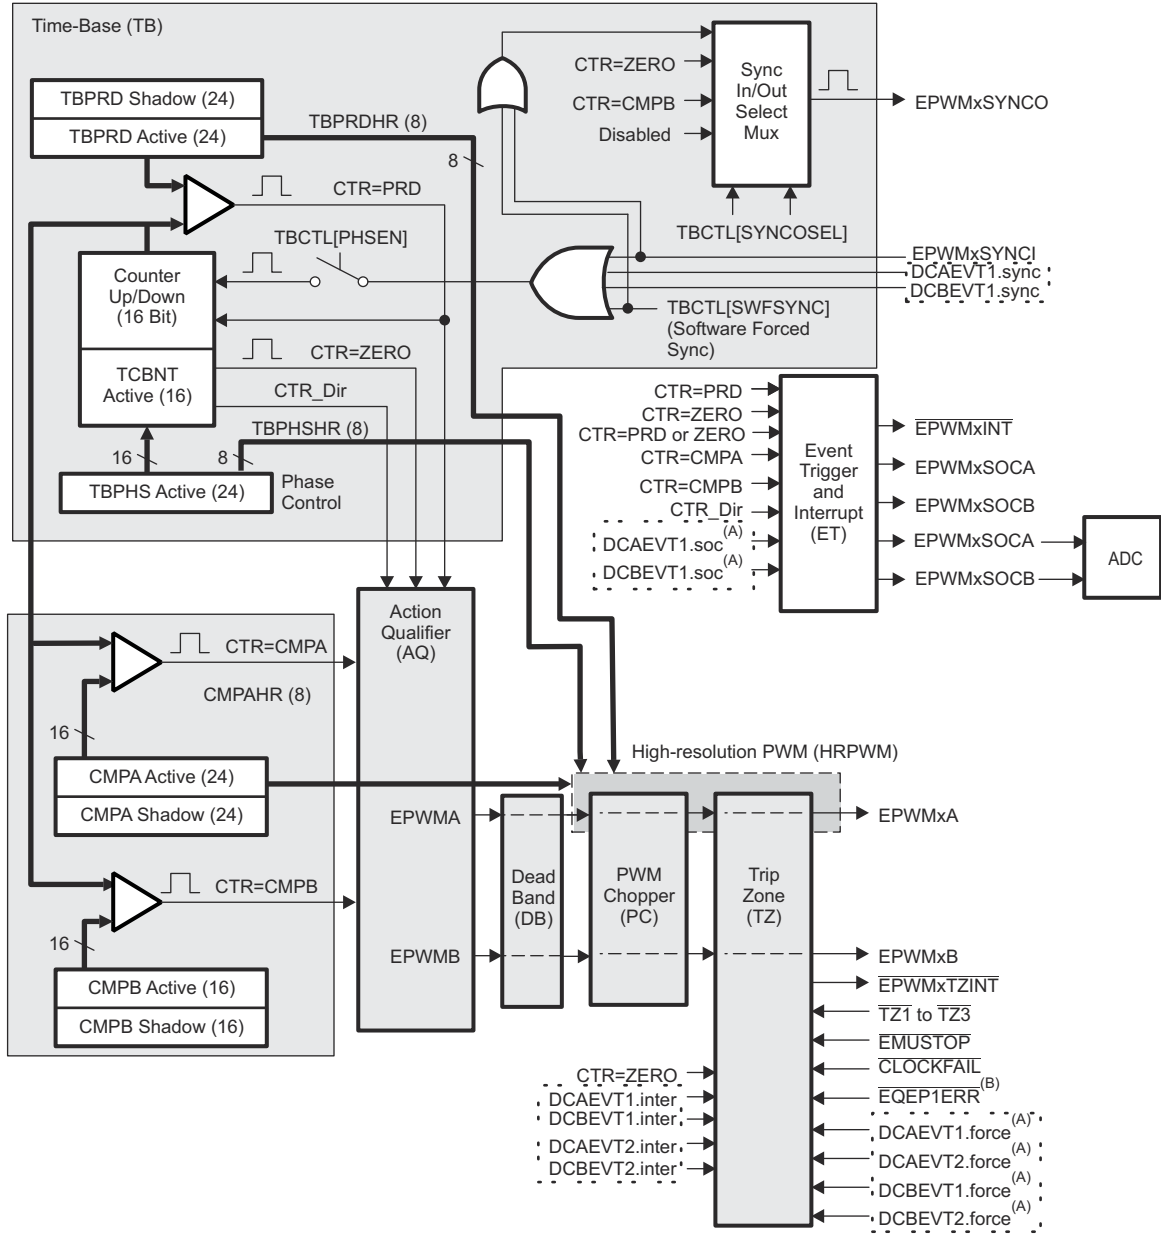 Time-Base (TB)
TBPRD Shadow (24)
TBPRD Active (24)
TBPRDHR (8)
8
CTR=PRD
TBCTL[PHSEN]
Counter
Up/Down
(16 Bit)
TCBNT
Active (16)
CTR=ZERO
CTR_Dir
TBPHSHR (8)
16
8
TBPHS Active (24)
Phase
Control
CTR=ZERO
CTR=CMPB
Disabled
Sync
In/Out
Select
Mux
EPWMxSYNCO
TBCTL[SYNCOSEL]
EPWMxSYNCI
DCAEVT1.sync
DCBEVT1.sync
TBCTL[SWFSYNC]
(Software Forced
Sync)
CTR=PRD
CTR=ZERO
CTR=PRD or ZERO
CTR=CMPA
CTR=CMPB
CTR_Dir
DCAEVT1.soc(A)
DCBEVT1.soc(A)
Event
Trigger
and
Interrupt
(ET)
EPWMxINT
EPWMxSOCA
EPWMxSOCB
EPWMxSOCA
EPWMxSOCB
ADC
Action
Qualifier
(AQ)
CTR=CMPA
CMPAHR (8)
16
CMPA Active (24)
CMPA Shadow (24)
CTR=CMPB
16
CMPB Active (16)
CMPB Shadow (16)
EPWMA
EPWMB
High-resolution PWM (HRPWM)
Dead
Band
(DB)
PWM
Chopper
(PC)
Trip
Zone
(TZ)
EPWMxA
EPWMxB
EPWMxTZINT
TZ1 to TZ3
EMUSTOP
CLOCKFAIL
EQEP1ERR(B)
DCAEVT1.force(A)
DCAEVT2.force(A)
DCBEVT1.force(A)
DCBEVT2.force(A)
CTR=ZERO
DCAEVT1.inter
DCBEVT1.inter
DCAEVT2.inter
DCBEVT2.inter